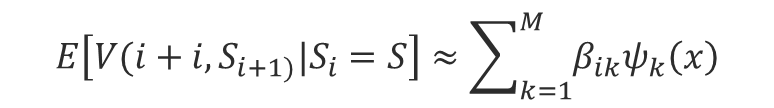 E[V(i + i, S_{i+1)}|S_i = S] ≈ ∑_{k=1}^{M} β_{ik}ψ_k(x)